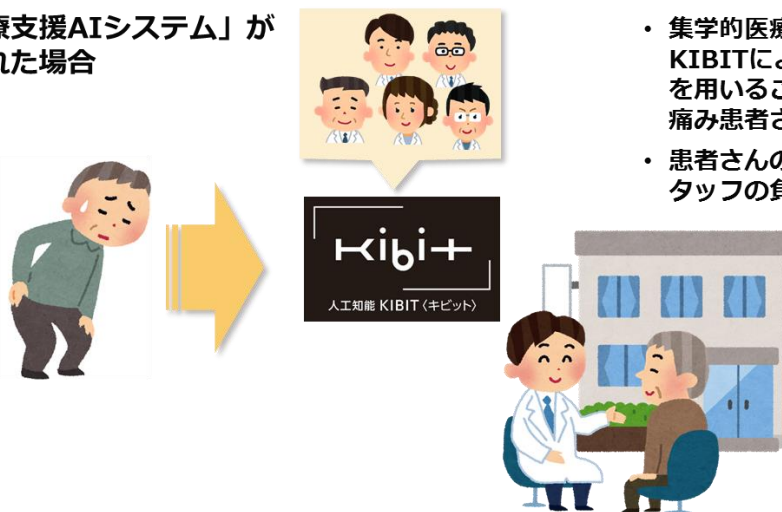 療支援AIシステム」が
れた場合
Kibit
人工知能 KIBIT〈キビット〉
・ 集学的医療
KIBITによ
を用いるこ
痛み患者さ
・ 患者さんの
タッフの負